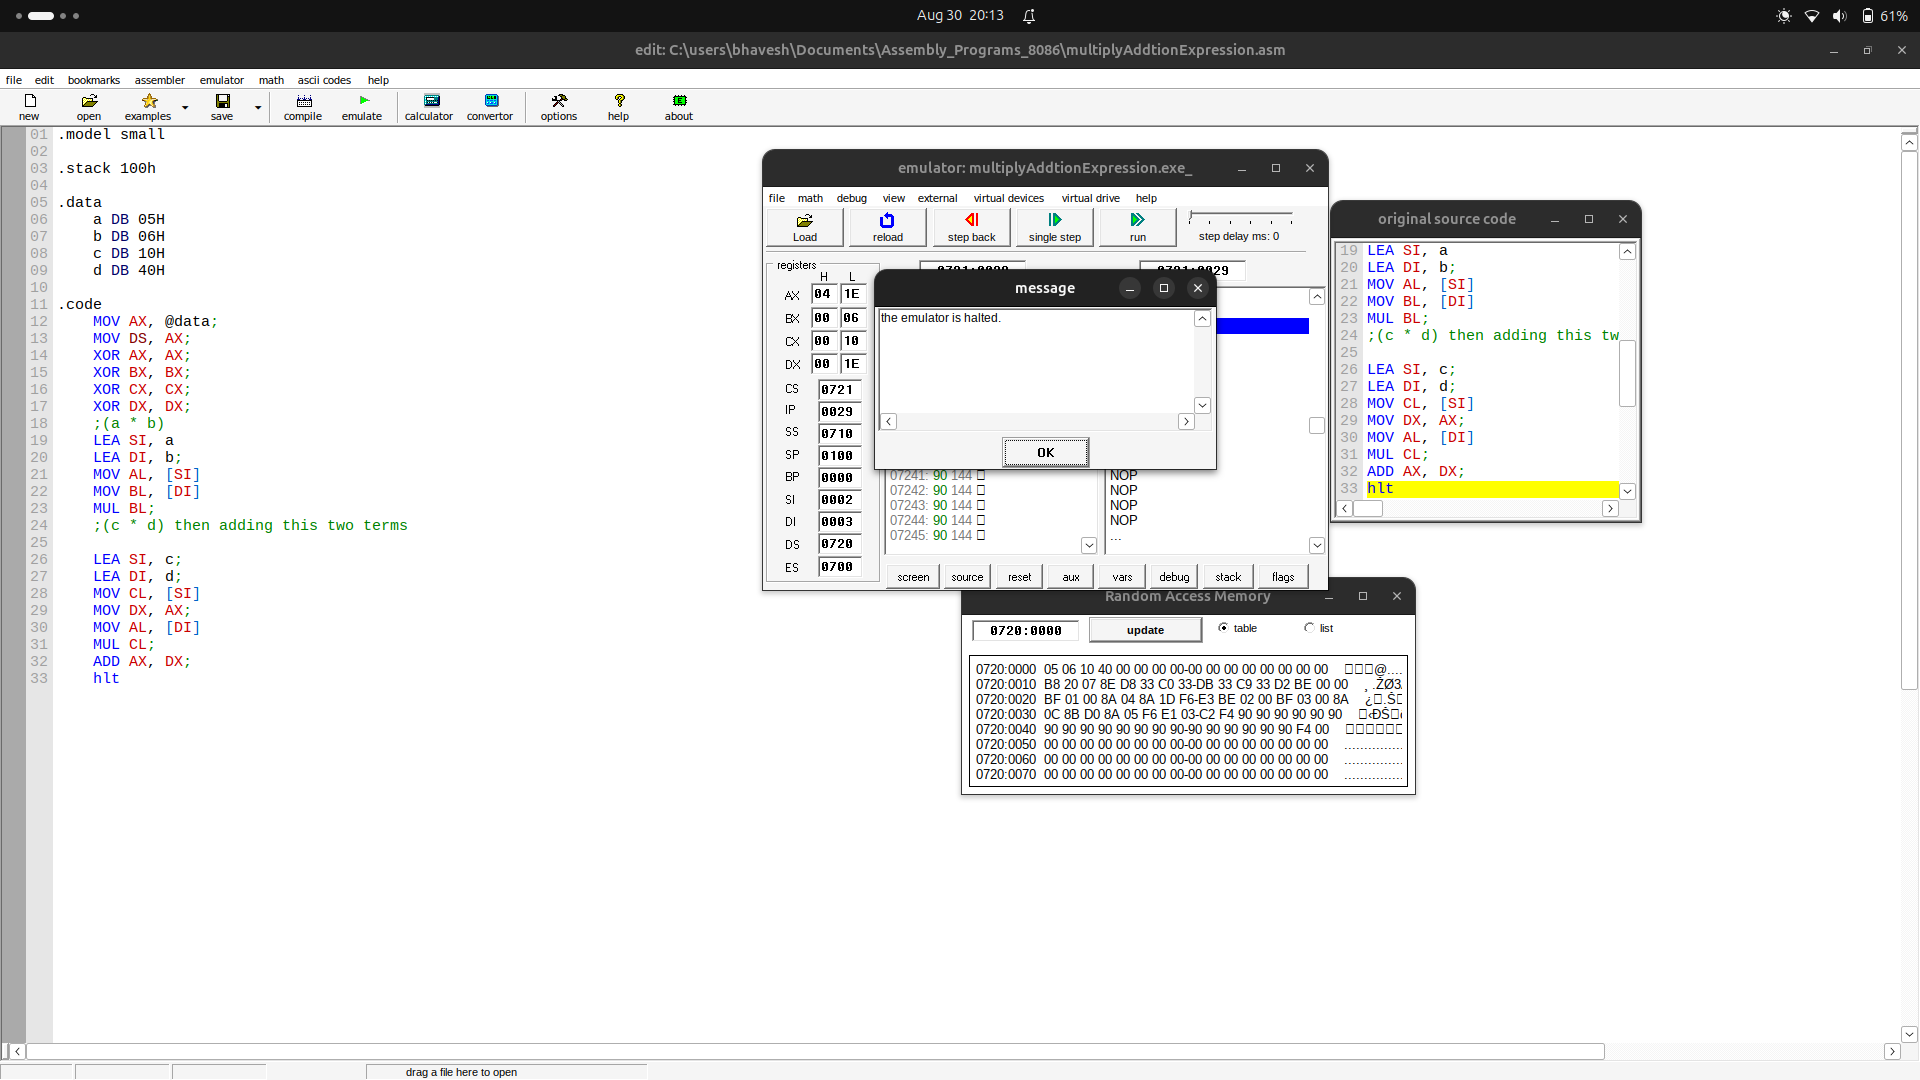 Aug 30 20:13
61%
edit: C:\users\bhavesh\Documents\Assembly_Programs_8086\multiplyAddtionExpression.asm
file edit bookmarks assembler emulator math ascii codes help
new open examples save compile emulate calculator convertor options help about
01 .model small
02
03 .stack 100h
04
05 .data
06 a DB 05H
07 b DB 06H
08 c DB 10H
09 d DB 40H
10
11 .code
12 MOV AX, @data;
13 MOV DS, AX;
14 XOR AX, AX;
15 XOR BX, BX;
16 XOR CX, CX;
17 XOR DX, DX;
18 ;(a * b)
19 LEA SI, a
20 LEA DI, b;
21 MOV AL, [SI]
22 MOV BL, [DI]
23 MUL BL;
24 ;(c * d) then adding this two terms
25
26 LEA SI, c;
27 LEA DI, d;
28 MOV CL, [SI]
29 MOV DX, AX;
30 MOV AL, [DI]
31 MUL CL;
32 ADD AX, DX;
33 hlt
emulator: multiplyAddtionExpression.exe_
file math debug view external virtual devices virtual drive help
Load reload step back single step run step delay ms: 0
registers
H L
AX 04 1E
BX 00 06
CX 00 10
DX 00 1E
CS 0721
IP 0029
SS 0710
SP 0100
BP 0000
SI 0002
DI 0003
DS 0720
ES 0700
message
the emulator is halted.
OK
07241: 90 144 NOP
07242: 90 144 NOP
07243: 90 144 NOP
07244: 90 144 NOP
07245: 90 144 ...
screen source reset aux vars debug stack flags
original source code
19 LEA SI, a
20 LEA DI, b;
21 MOV AL, [SI]
22 MOV BL, [DI]
23 MUL BL;
24 ;(c * d) then adding this tw
25
26 LEA SI, c;
27 LEA DI, d;
28 MOV CL, [SI]
29 MOV DX, AX;
30 MOV AL, [DI]
31 MUL CL;
32 ADD AX, DX;
33 hlt
Random Access Memory
0720:0000 update table list
0720:0000 05 06 10 40 00 00 00 00-00 00 00 00 00 00 00 00
0720:0010 B8 20 07 8E D8 33 C0 33-DB 33 C9 33 D2 BE 00 00
0720:0020 BF 01 00 8A 04 8A 1D F6-E3 BE 02 00 BF 03 00 8A
0720:0030 0C 8B D0 8A 05 F6 E1 03-C2 F4 90 90 90 90 90 90
0720:0040 90 90 90 90 90 90 90 90-90 90 90 90 90 90 F4 00
0720:0050 00 00 00 00 00 00 00 00-00 00 00 00 00 00 00 00
0720:0060 00 00 00 00 00 00 00 00-00 00 00 00 00 00 00 00
0720:0070 00 00 00 00 00 00 00 00-00 00 00 00 00 00 00 00
drag a file here to open